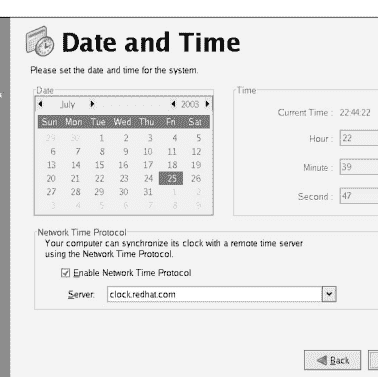 Date and Time
Please set the date and time for the system.
Date
July 2003
Sun Mon Tue Wed Thu Fri Sat
29 30 1 2 3 4 5
6 7 8 9 10 11 12
13 14 15 16 17 18 19
20 21 22 23 24 25 26
27 28 29 30 31 1 2
3 4 5 6 7 8 9
Time
Current Time : 22:44:22
Hour : 22
Minute : 39
Second : 47
Network Time Protocol
Your computer can synchronize its clock with a remote time server
using the Network Time Protocol.
Enable Network Time Protocol
Server: clock.redhat.com
Back